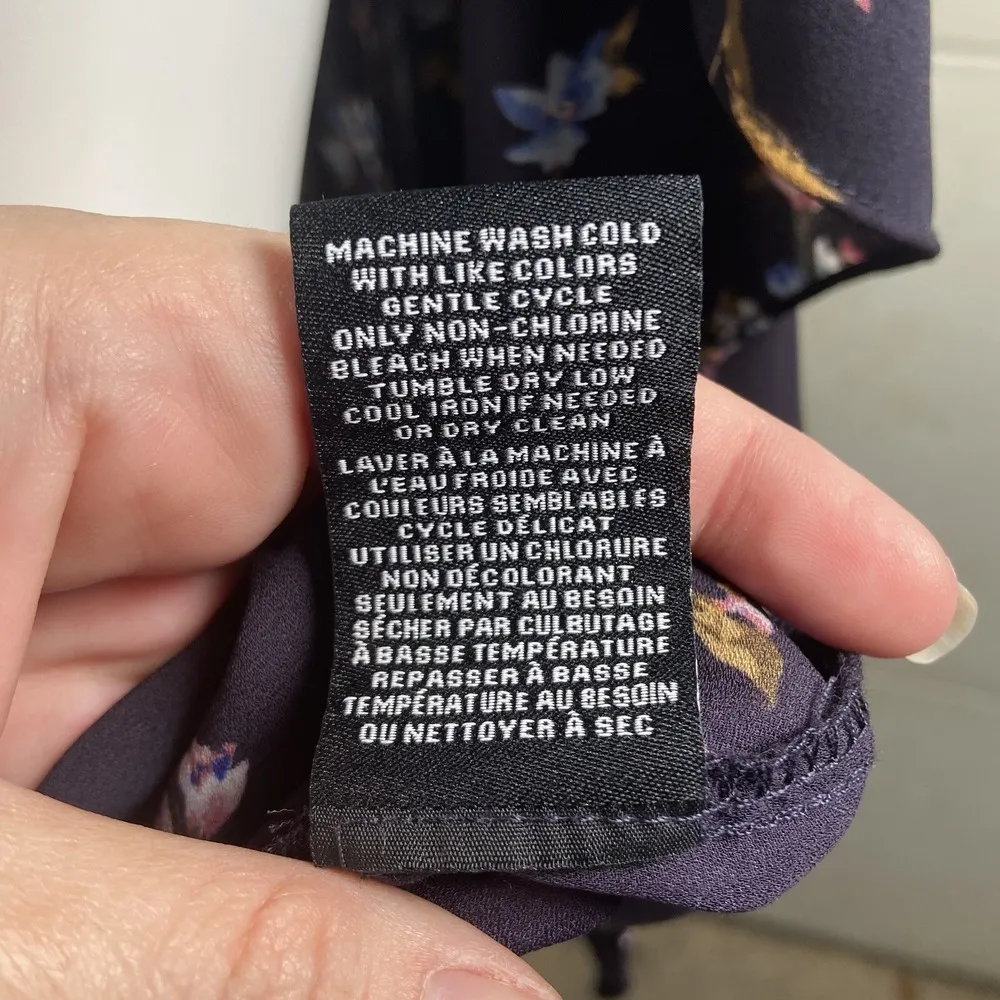 MACHINE WASH COLD
WITH LIKE COLORS
GENTLE CYCLE
ONLY NON-CHLORINE
BLEACH WHEN NEEDED
TUMBLE DRY LOW
COOL IRON IF NEEDED
OR DRY CLEAN
LAVER À LA MACHINE À
L'EAU FROIDE AVEC
COULEURS SEMBLABLES
CYCLE DÉLICAT
UTILISER UN CHLORURE
NON DÉCOLORANT
SEULEMENT AU BESOIN
SÉCHER PAR CULBUTAGE
À BASSE TEMPÉRATURE
REPASSER À BASSE
TEMPÉRATURE AU BESOIN
OU NETTOYER À SEC